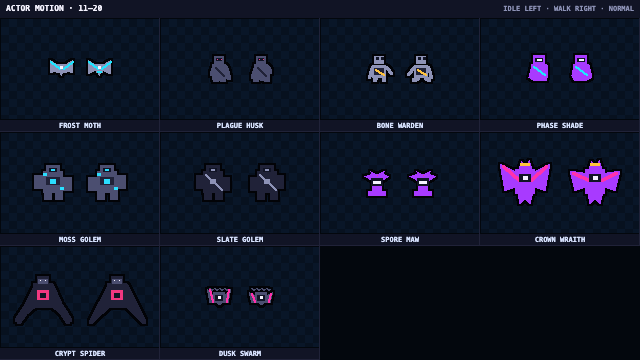 ACTOR MOTION · 11–20
IDLE LEFT · WALK RIGHT · NORMAL
FROST MOTH
PLAGUE HUSK
BONE WARDEN
PHASE SHADE
MOSS GOLEM
SLATE GOLEM
SPORE MAW
CROWN WRAITH
CRYPT SPIDER
DUSK SWARM